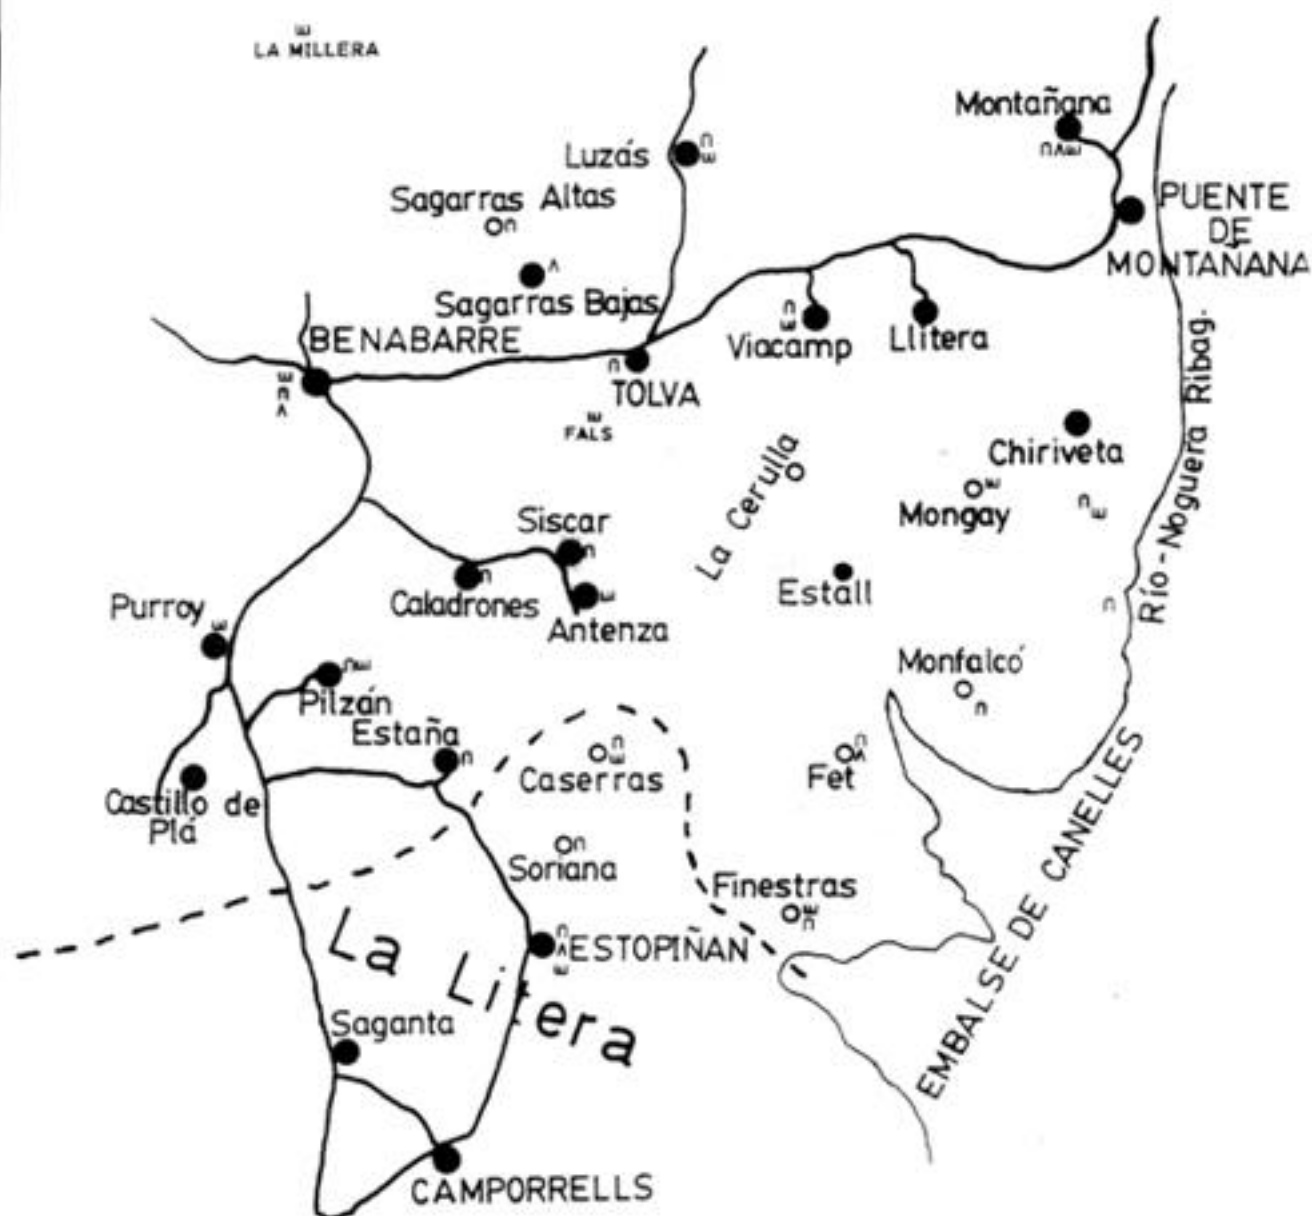 LA MILLERA
Montañana
Luzás
Sagarras Altas
PUENTE
DE
MONTAÑANA
Sagarras Bajas
BENABARRE
Viacamp
Llitera
TOLVA
FALS
Chiriveta
La Cerulla
Mongay
Río-Noguera Ribag.
Siscar
Estall
Caladrones
Purroy
Antenza
Monfalcó
Pilzán
Estaña
Caserras
Fet
Castillo de
Plá
Soriana
Finestras
EMBALSE DE CANELLES
La Litera
ESTOPIÑAN
Saganta
CAMPORRELLS